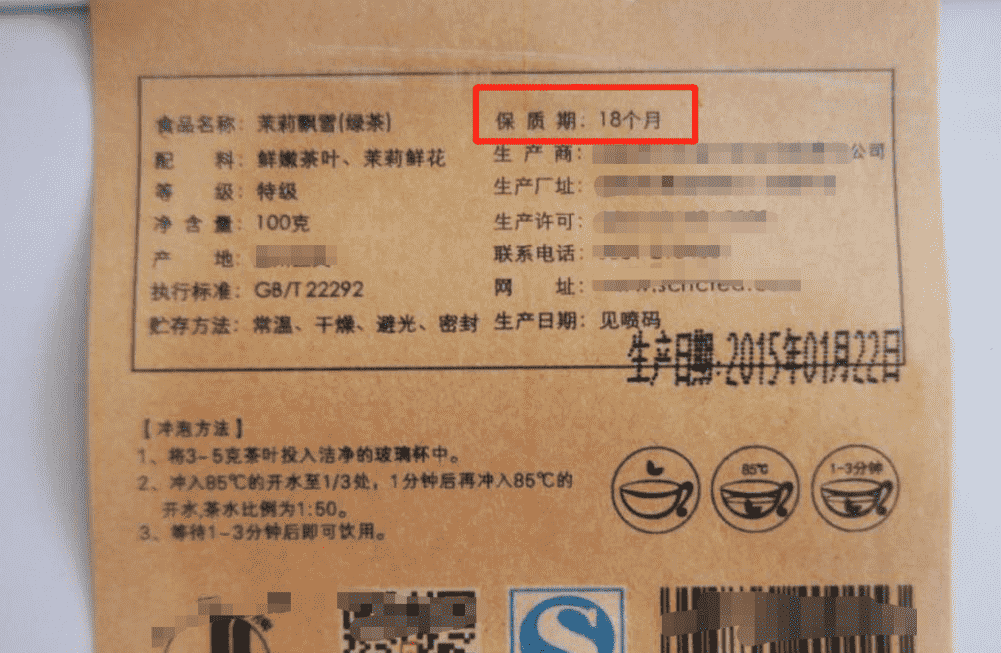 食品名称：茉莉飘雪(绿茶)
配 料：鲜嫩茶叶、茉莉鲜花
等 级：特级
净 含 量：100克
产 地：
执行标准：GB/T 22292
贮存方法：常温、干燥、避光、密封
保 质 期：18个月
生 产 商：公司
生产厂址：
生产许可：
联系电话：
网 址：
生产日期：见喷码
生产日期:2015年01月22日
【冲泡方法】
1、将3-5克茶叶投入洁净的玻璃杯中。
2、冲入85℃的开水至1/3处，1分钟后再冲入85℃的
开水,茶水比例为1:50。
3、等待1-3分钟后即可饮用。
85℃
1-3分钟